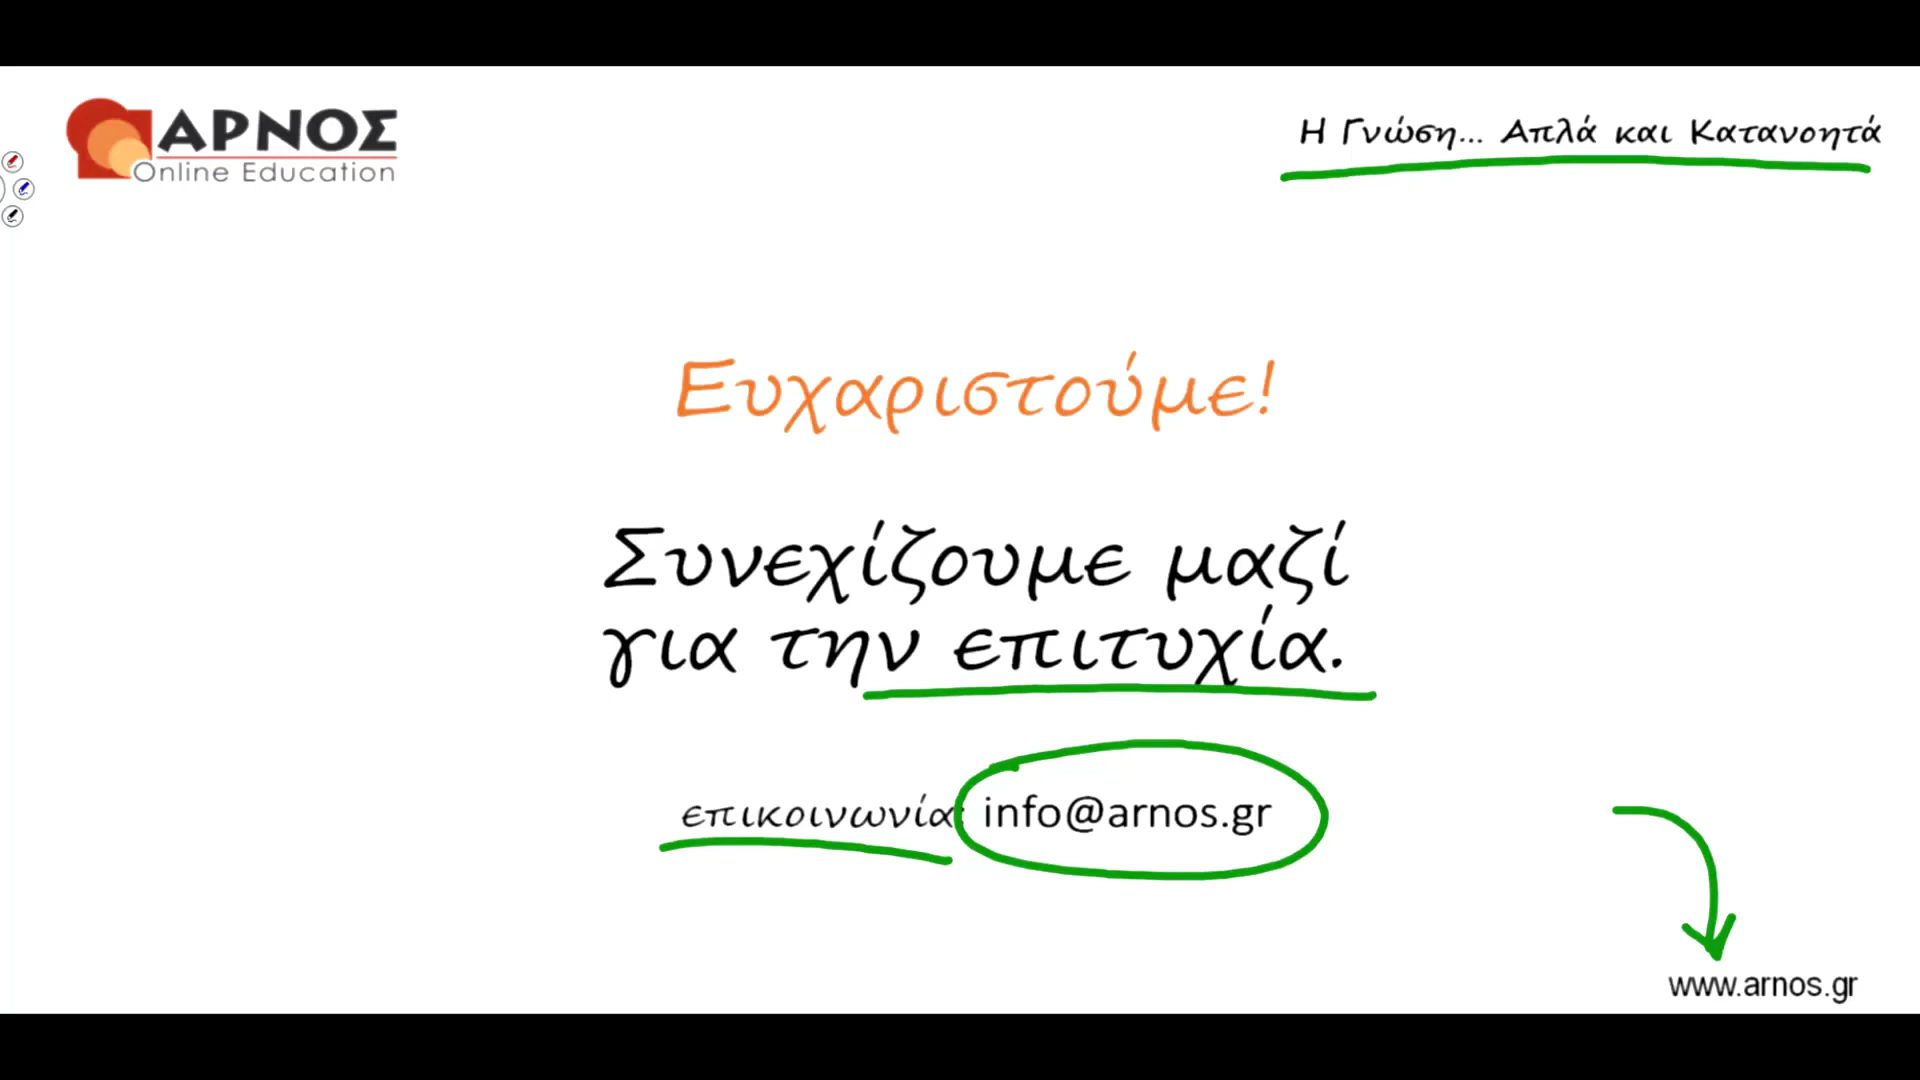 ΑΡΝΟΣ
Online Education
Η Γνώση... Απλά και Κατανοητά
Ευχαριστούμε!
Συνεχίζουμε μαζί
για την επιτυχία.
επικοινωνία: info@arnos.gr
www.arnos.gr